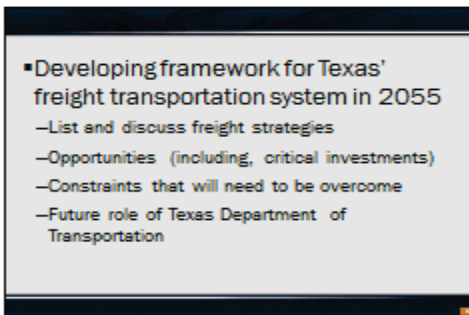 ▪Developing framework for Texas'
freight transportation system in 2055
–List and discuss freight strategies
–Opportunities (including, critical investments)
–Constraints that will need to be overcome
–Future role of Texas Department of
Transportation